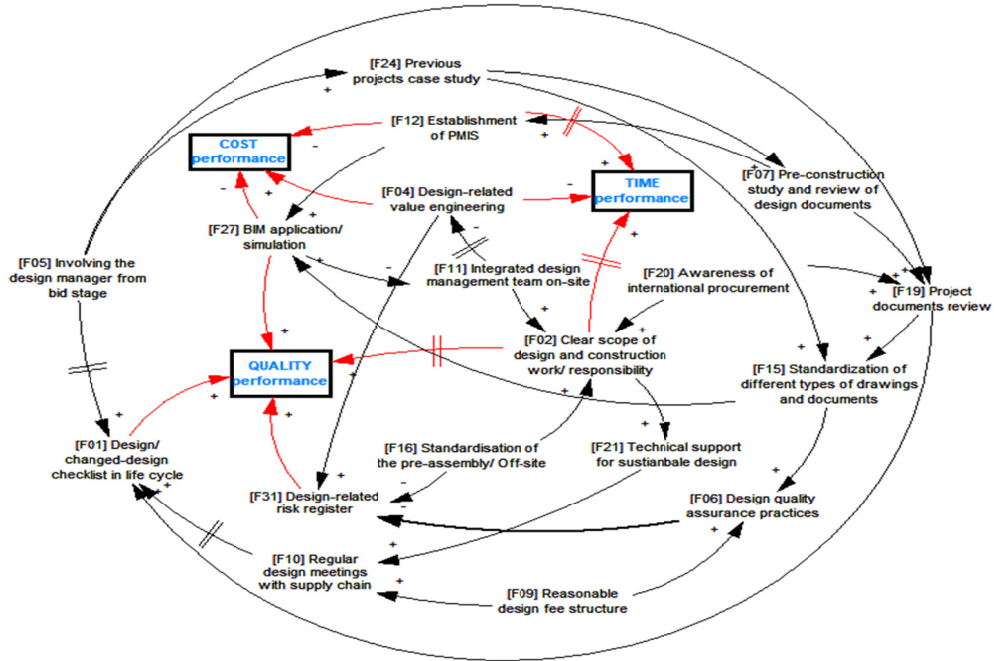 [F24] Previous
projects case study
[F12] Establishment
of PMIS
COST
performance
[F07] Pre-construction
study and review of
design documents
TIME
performance
[F04] Design-related
value engineering
[F27] BIM application/
simulation
[F05] Involving the
design manager from
bid stage
[F11] Integrated design
management team on-site
[F20] Awareness of
international procurement
[F19] Project
documents review
[F02] Clear scope of
design and construction
work/ responsibility
QUALITY
performance
[F15] Standardization of
different types of drawings
and documents
[F01] Design/
changed-design
checklist in life cycle
[F16] Standardisation of
the pre-assembly/ Off-site
[F21] Technical support
for sustianbale design
[F31] Design-related
risk register
[F06] Design quality
assurance practices
[F10] Regular
design meetings
with supply chain
[F09] Reasonable
design fee structure